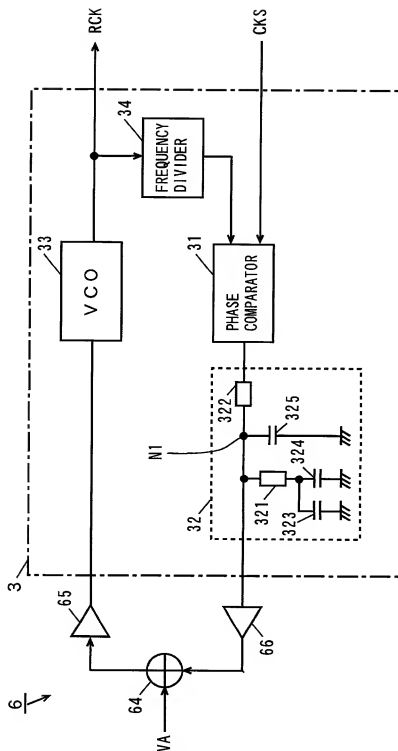 6
3
RCK
CKS
33
VCO
34
FREQUENCY
DIVIDER
31
PHASE
COMPARATOR
65
64
VA
66
32
N1
322
325
321
324
323